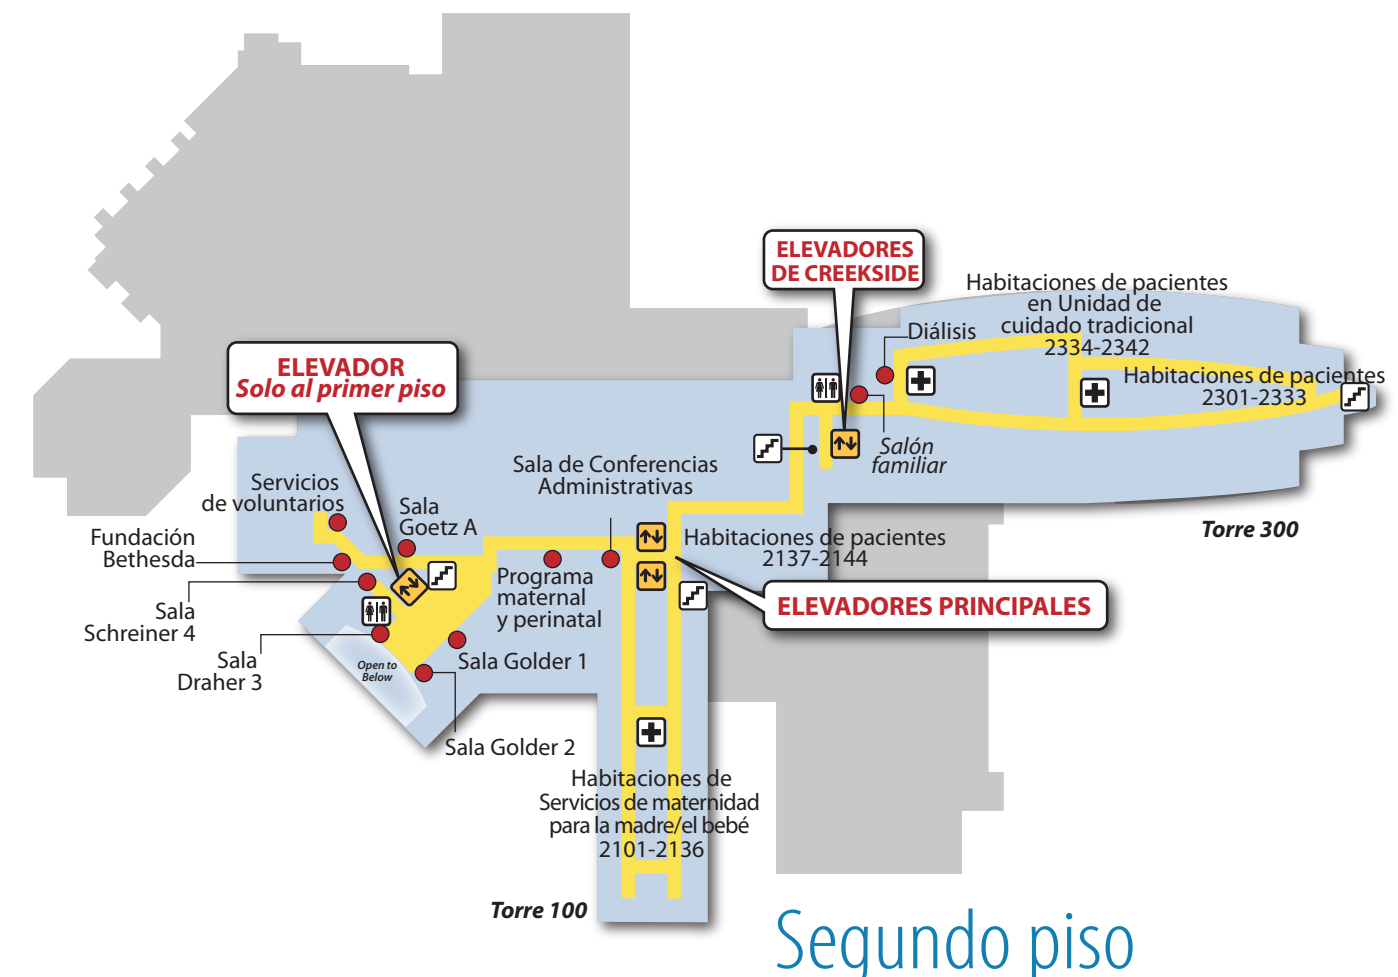 ELEVADORES
DE CREEKSIDE
Habitaciones de pacientes
en Unidad de
cuidado tradicional
2334-2342
Diálisis
Habitaciones de pacientes
2301-2333
ELEVADOR
Solo al primer piso
Salón
familiar
Sala de Conferencias
Administrativas
Servicios
de voluntarios
Sala
Goetz A
Torre 300
Fundación
Bethesda
Habitaciones de pacientes
2137-2144
Programa
maternal
y perinatal
ELEVADORES PRINCIPALES
Sala
Schreiner 4
Sala
Draher 3
Open to
Below
Sala Golder 1
Sala Golder 2
Habitaciones de
Servicios de maternidad
para la madre/el bebé
2101-2136
Torre 100
Segundo piso